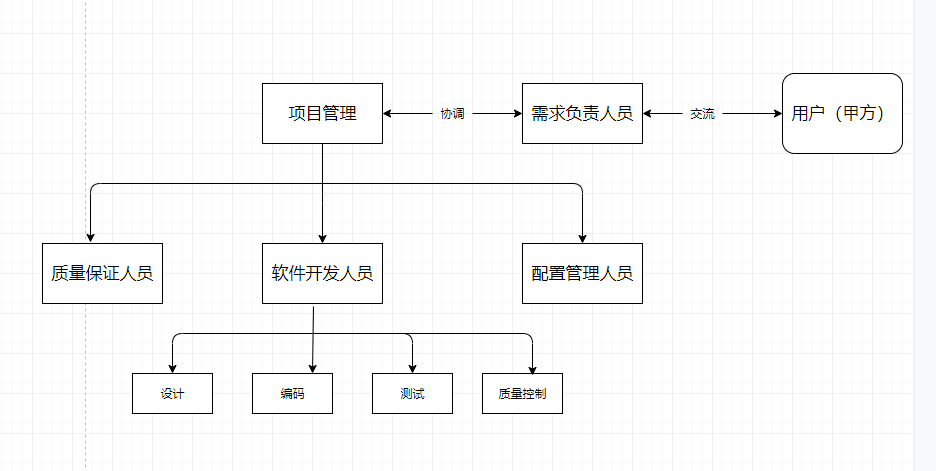 项目管理
协调
需求负责人员
交流
用户（甲方）
质量保证人员
软件开发人员
配置管理人员
设计
编码
测试
质量控制